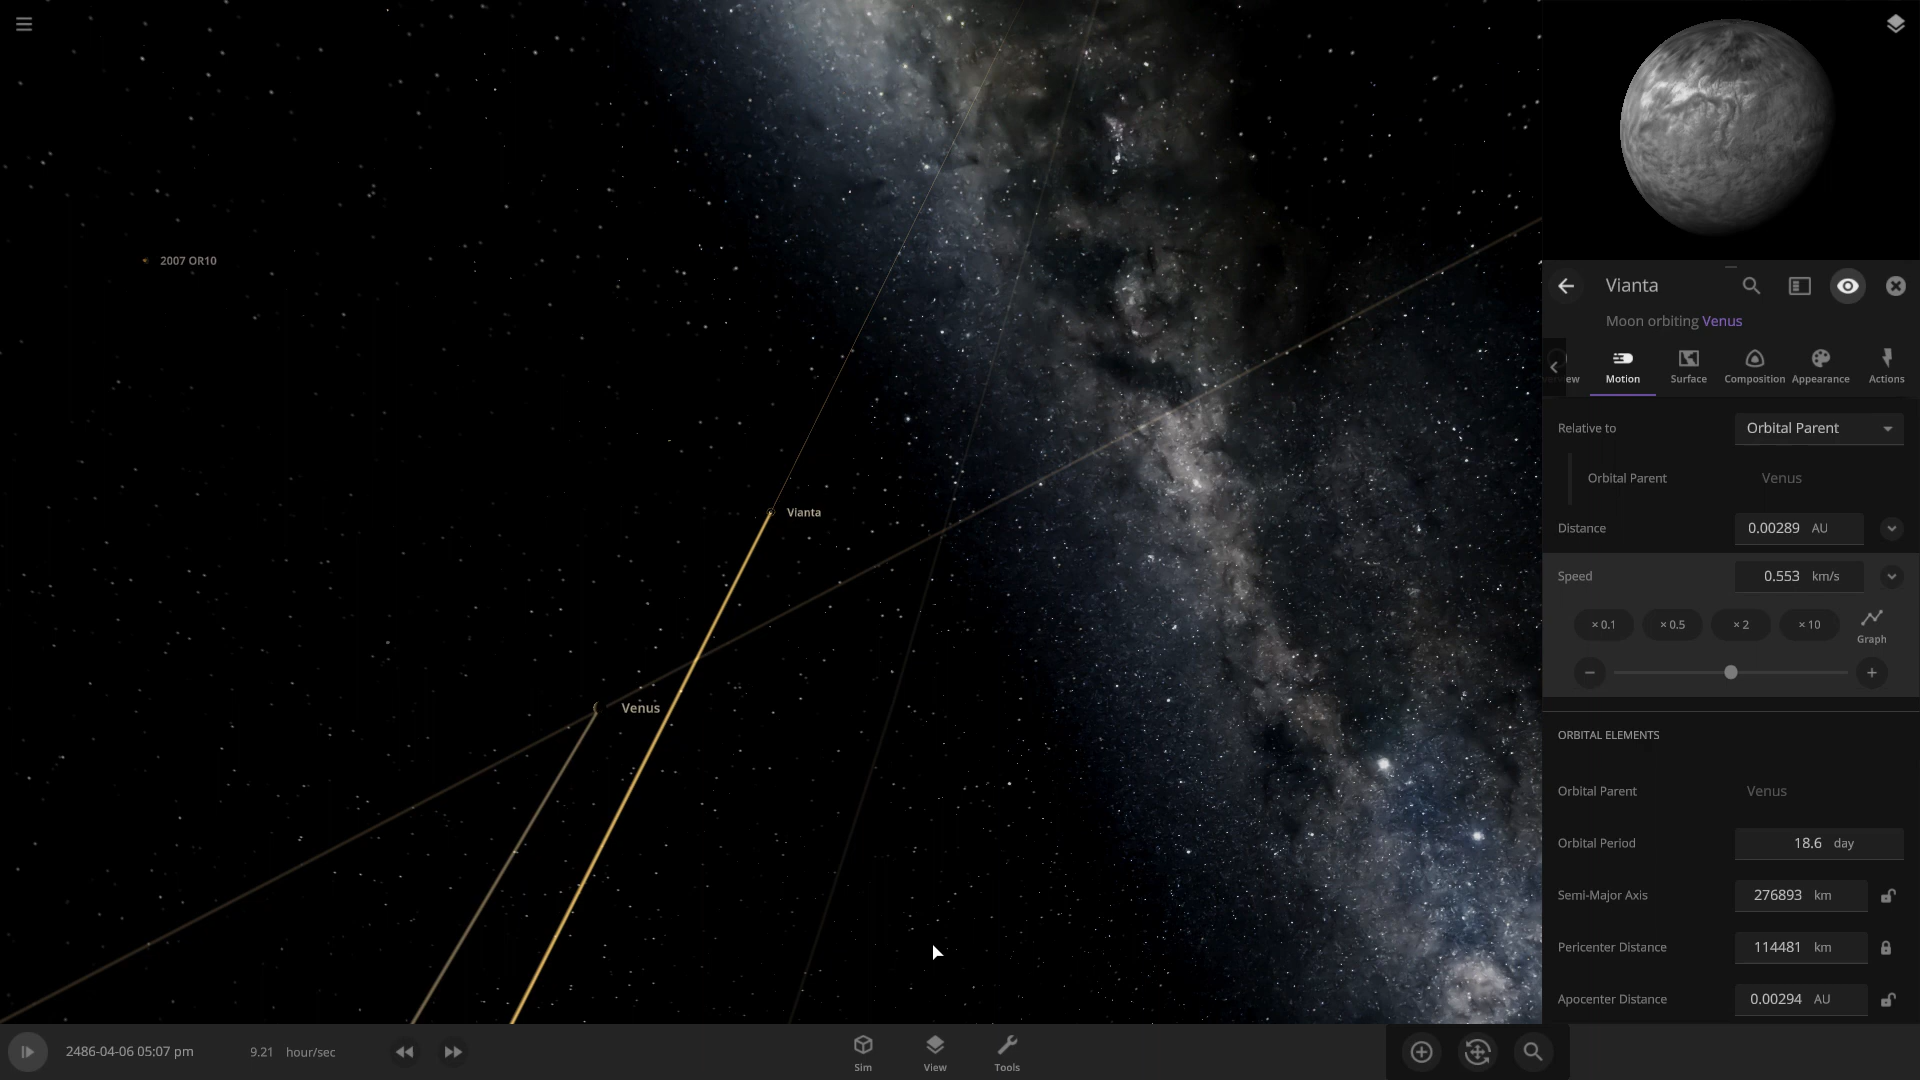 2007 OR10
Vianta
Venus
Vianta
Moon orbiting Venus
Motion
Surface
Composition
Appearance
Actions
Relative to
Orbital Parent
Orbital Parent
Venus
Distance
0.00289 AU
Speed
0.553 km/s
× 0.1
× 0.5
× 2
× 10
Graph
ORBITAL ELEMENTS
Orbital Parent
Venus
Orbital Period
18.6 day
Semi-Major Axis
276893 km
Pericenter Distance
114481 km
Apocenter Distance
0.00294 AU
2486-04-06 05:07 pm
9.21 hour/sec
Sim
View
Tools